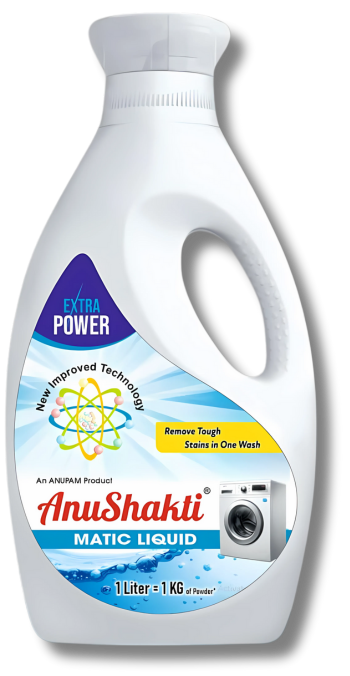 EXTRA
POWER
New Improved Technology
Remove Tough
Stains in One Wash
An ANUPAM Product
AnuShakti®
MATIC LIQUID
1 Liter = 1 KG of Powder*